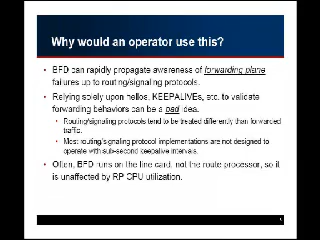 Why would an operator use this?
• BFD can rapidly propagate awareness of forwarding plane
failures up to routing/signaling protocols.
• Relying solely upon hellos, KEEPALIVEs, etc. to validate
forwarding behaviors can be a bad idea.
• Routing/signaling protocols tend to be treated differently than forwarded
traffic.
• Most routing/signaling protocol implementations are not designed to
operate with sub-second keepalive intervals.
• Often, BFD runs on the line card, not the route processor, so it
is unaffected by RP CPU utilization.